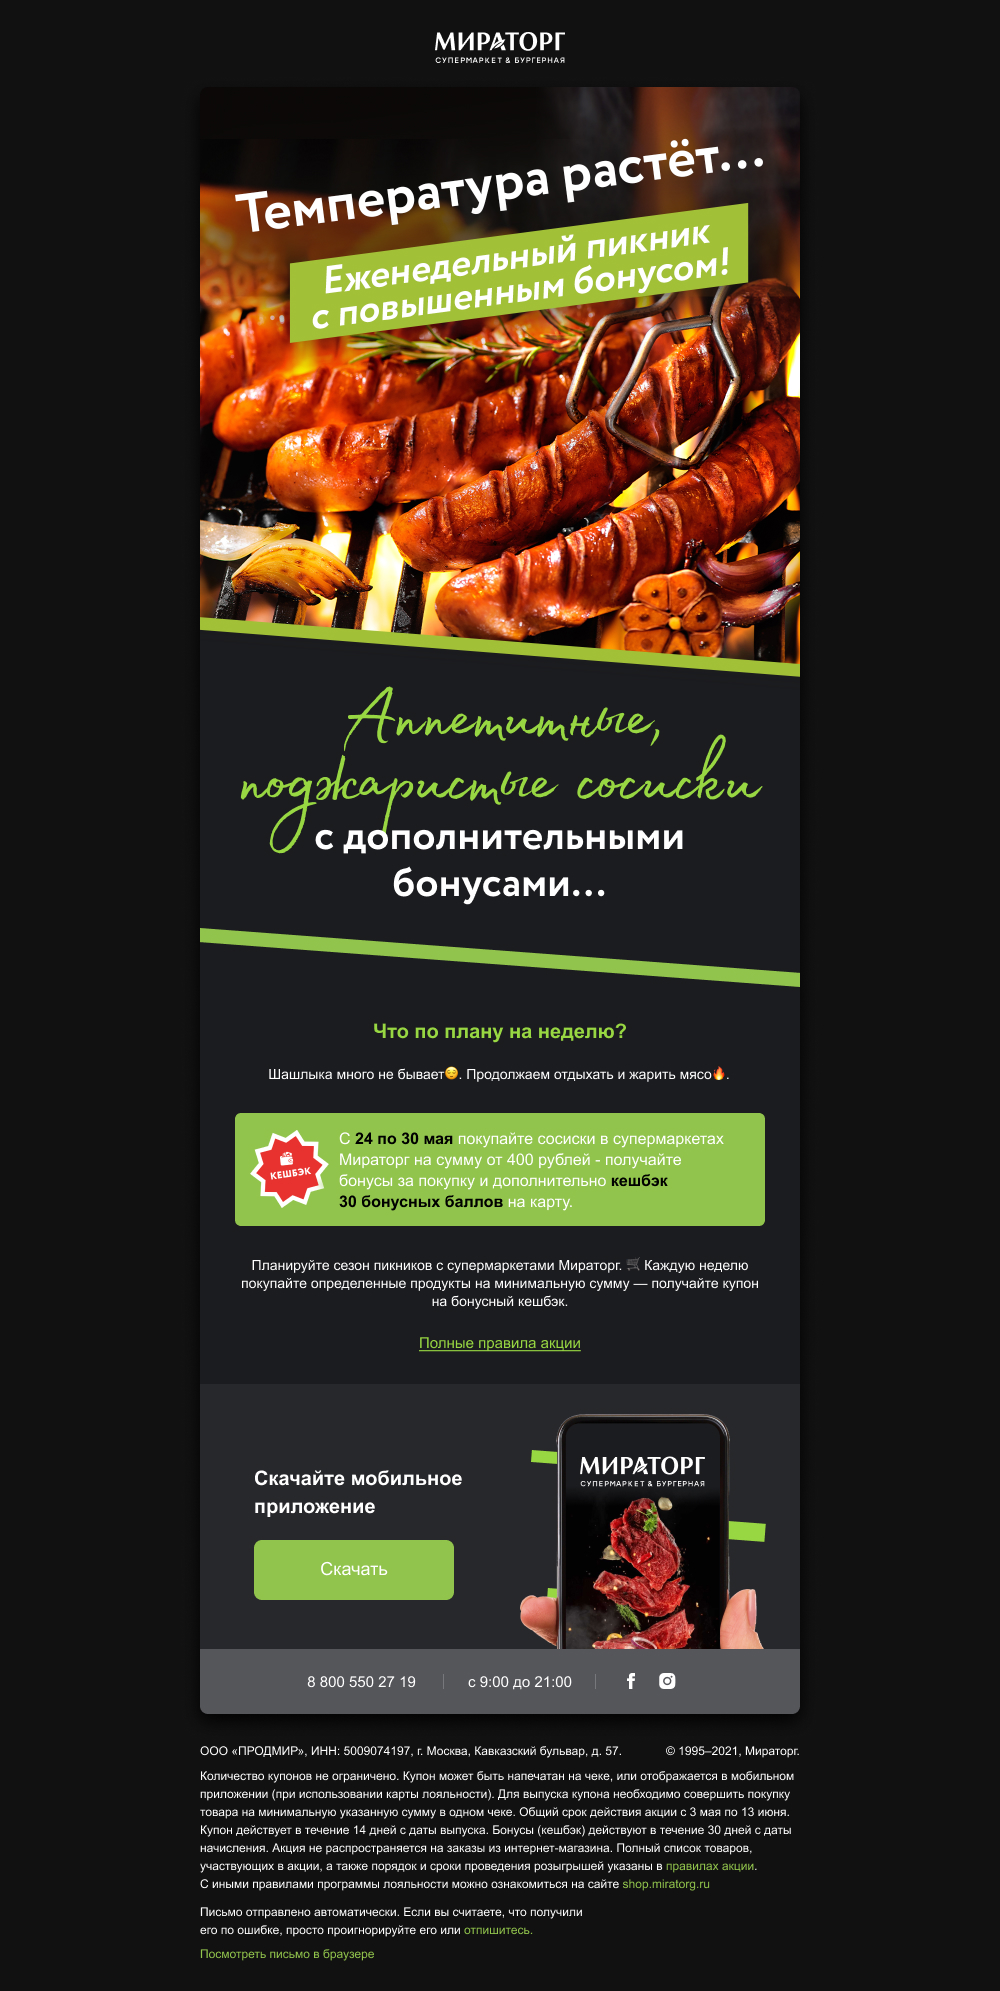 МИРАТОРГ
СУПЕРМАРКЕТ & БУРГЕРНАЯ
Температура растёт...
Еженедельный пикник
с повышенным бонусом!
Аппетитные,
поджаристые сосиски
с дополнительными
бонусами...
Что по плану на неделю?
Шашлыка много не бывает😌. Продолжаем отдыхать и жарить мясо🔥.
КЕШБЭК
С 24 по 30 мая покупайте сосиски в супермаркетах
Мираторг на сумму от 400 рублей - получайте
бонусы за покупку и дополнительно кешбэк
30 бонусных баллов на карту.
Планируйте сезон пикников с супермаркетами Мираторг. 🛒 Каждую неделю
покупайте определенные продукты на минимальную сумму — получайте купон
на бонусный кешбэк.
Полные правила акции
МИРАТОРГ
СУПЕРМАРКЕТ & БУРГЕРНАЯ
Скачайте мобильное
приложение
Скачать
8 800 550 27 19 с 9:00 до 21:00
ООО «ПРОДМИР», ИНН: 5009074197, г. Москва, Кавказский бульвар, д. 57. © 1995–2021, Мираторг.
Количество купонов не ограничено. Купон может быть напечатан на чеке, или отображается в мобильном
приложении (при использовании карты лояльности). Для выпуска купона необходимо совершить покупку
товара на минимальную указанную сумму в одном чеке. Общий срок действия акции с 3 мая по 13 июня.
Купон действует в течение 14 дней с даты выпуска. Бонусы (кешбэк) действуют в течение 30 дней с даты
начисления. Акция не распространяется на заказы из интернет-магазина. Полный список товаров,
участвующих в акции, а также порядок и сроки проведения розыгрышей указаны в правилах акции.
С иными правилами программы лояльности можно ознакомиться на сайте shop.miratorg.ru
Письмо отправлено автоматически. Если вы считаете, что получили
его по ошибке, просто проигнорируйте его или отпишитесь.
Посмотреть письмо в браузере